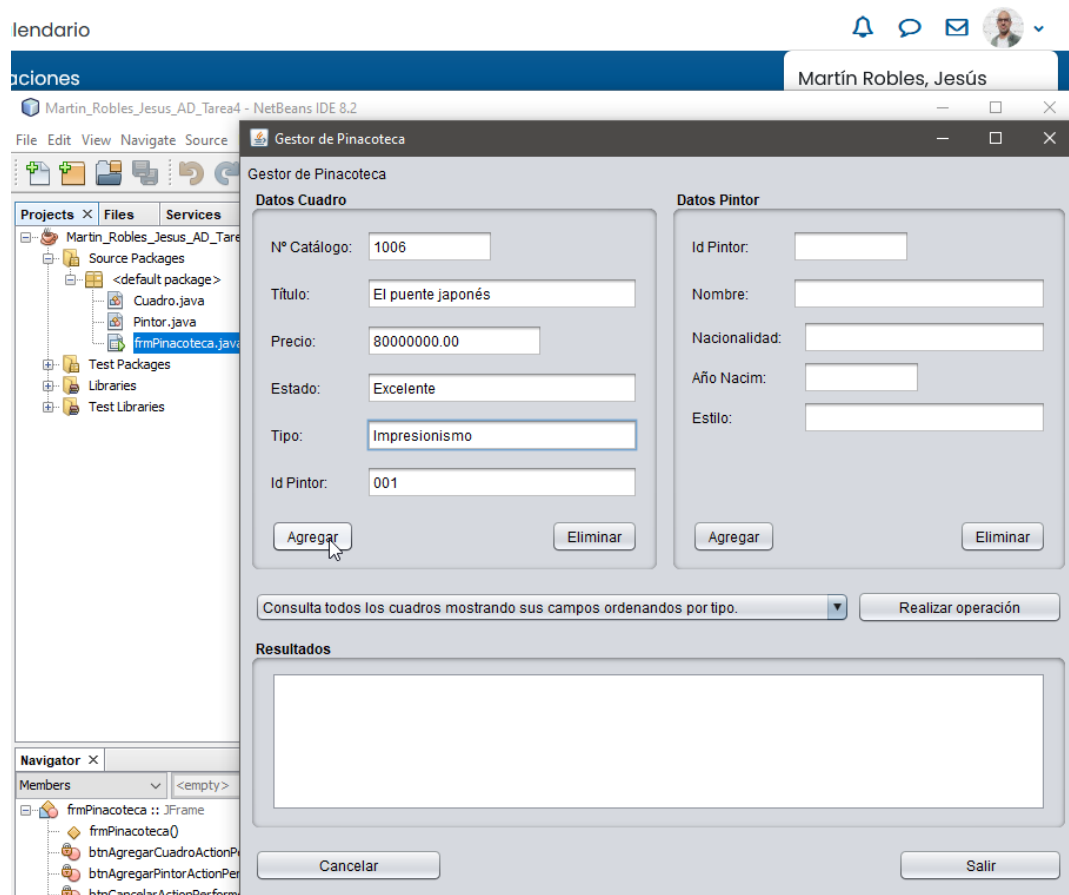 lendario
aciones
Martín Robles, Jesús
Martin_Robles_Jesus_AD_Tarea4 - NetBeans IDE 8.2
File Edit View Navigate Source
Gestor de Pinacoteca
Gestor de Pinacoteca
Projects × Files Services
Martin_Robles_Jesus_AD_Tare
Source Packages
<default package>
Cuadro.java
Pintor.java
frmPinacoteca.java
Test Packages
Libraries
Test Libraries
Datos Cuadro
Nº Catálogo: 1006
Título: El puente japonés
Precio: 80000000.00
Estado: Excelente
Tipo: Impresionismo
Id Pintor: 001
Agregar Eliminar
Datos Pintor
Id Pintor:
Nombre:
Nacionalidad:
Año Nacim:
Estilo:
Agregar Eliminar
Consulta todos los cuadros mostrando sus campos ordenandos por tipo. Realizar operación
Resultados
Navigator ×
Members <empty>
frmPinacoteca :: JFrame
frmPinacoteca()
btnAgregarCuadroActionP
btnAgregarPintorActionPer
btnCancelarActionPerform
Cancelar Salir